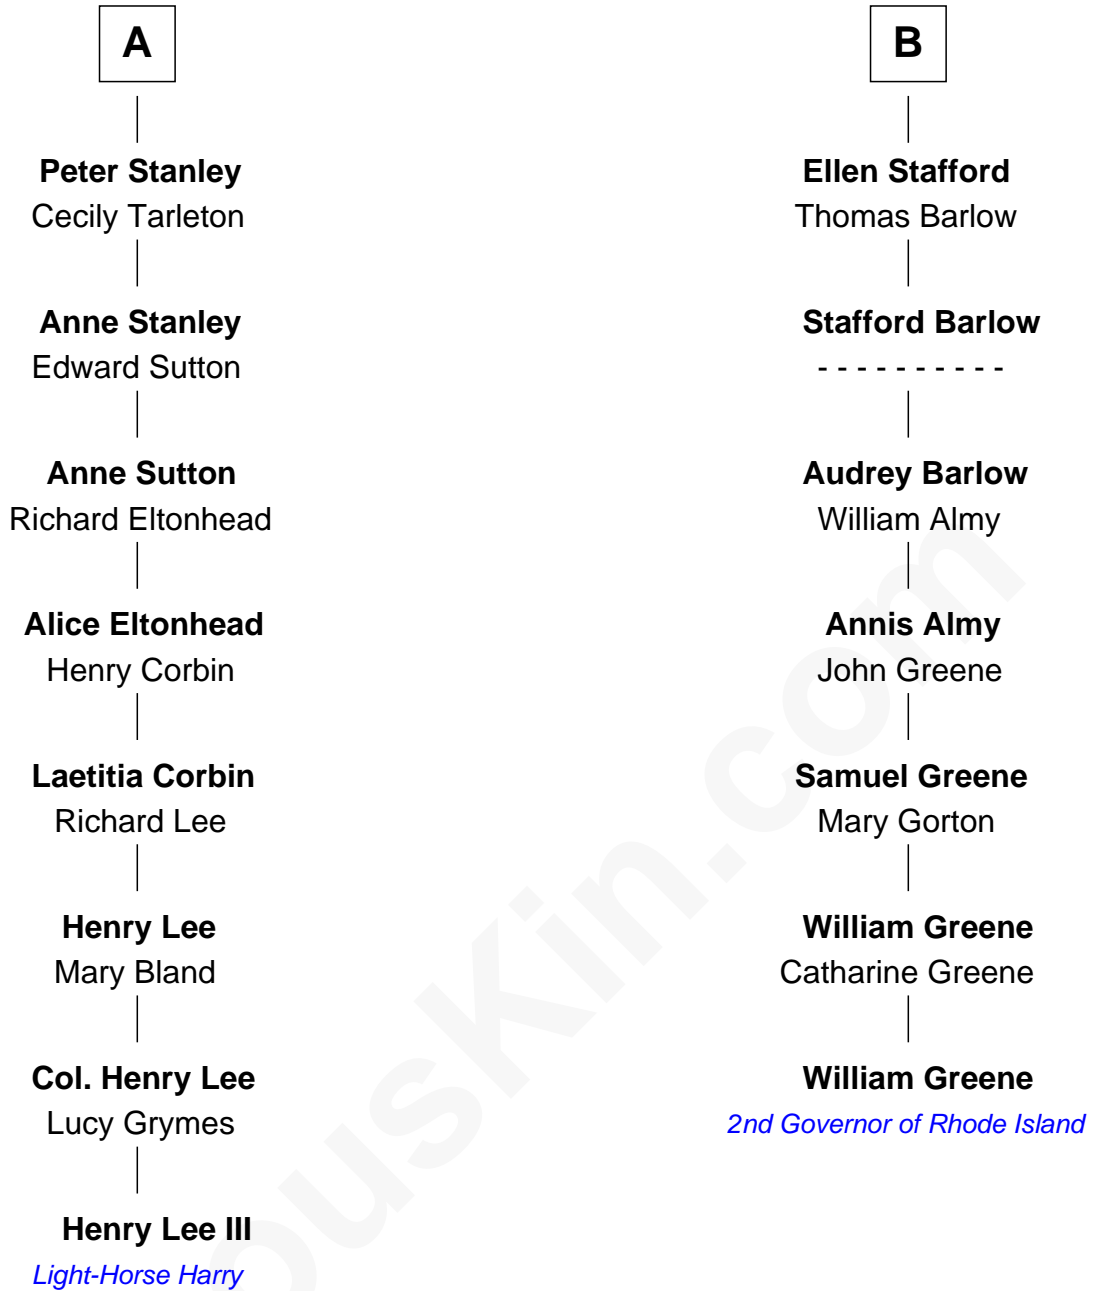 A
B
Peter Stanley
Cecily Tarleton
Ellen Stafford
Thomas Barlow
Anne Stanley
Edward Sutton
Stafford Barlow
- - - - - - - - - -
Anne Sutton
Richard Eltonhead
Audrey Barlow
William Almy
Alice Eltonhead
Henry Corbin
Annis Almy
John Greene
Laetitia Corbin
Richard Lee
Samuel Greene
Mary Gorton
Henry Lee
Mary Bland
William Greene
Catharine Greene
Col. Henry Lee
Lucy Grymes
William Greene
2nd Governor of Rhode Island
Henry Lee III
Light-Horse Harry
ousKin.com